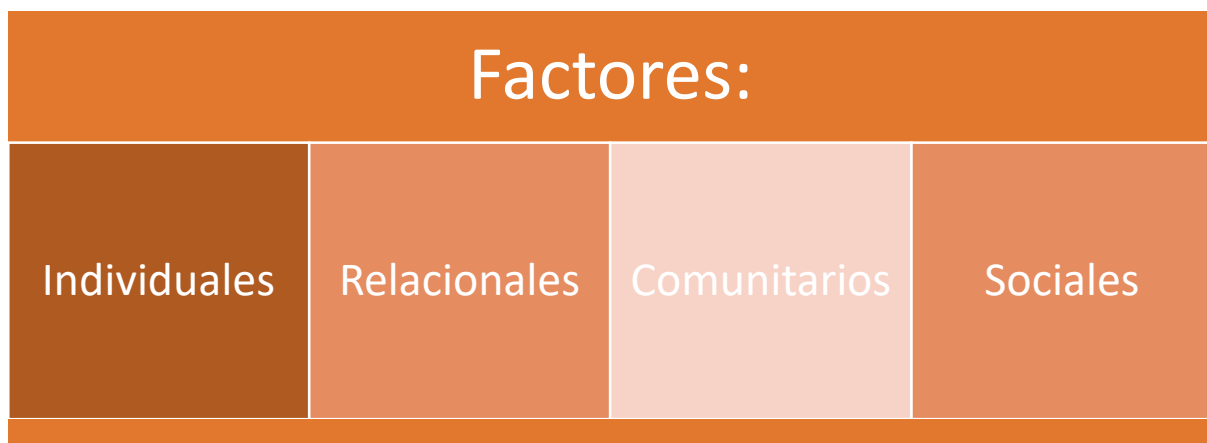 Factores:
Individuales
Relacionales
Comunitarios
Sociales